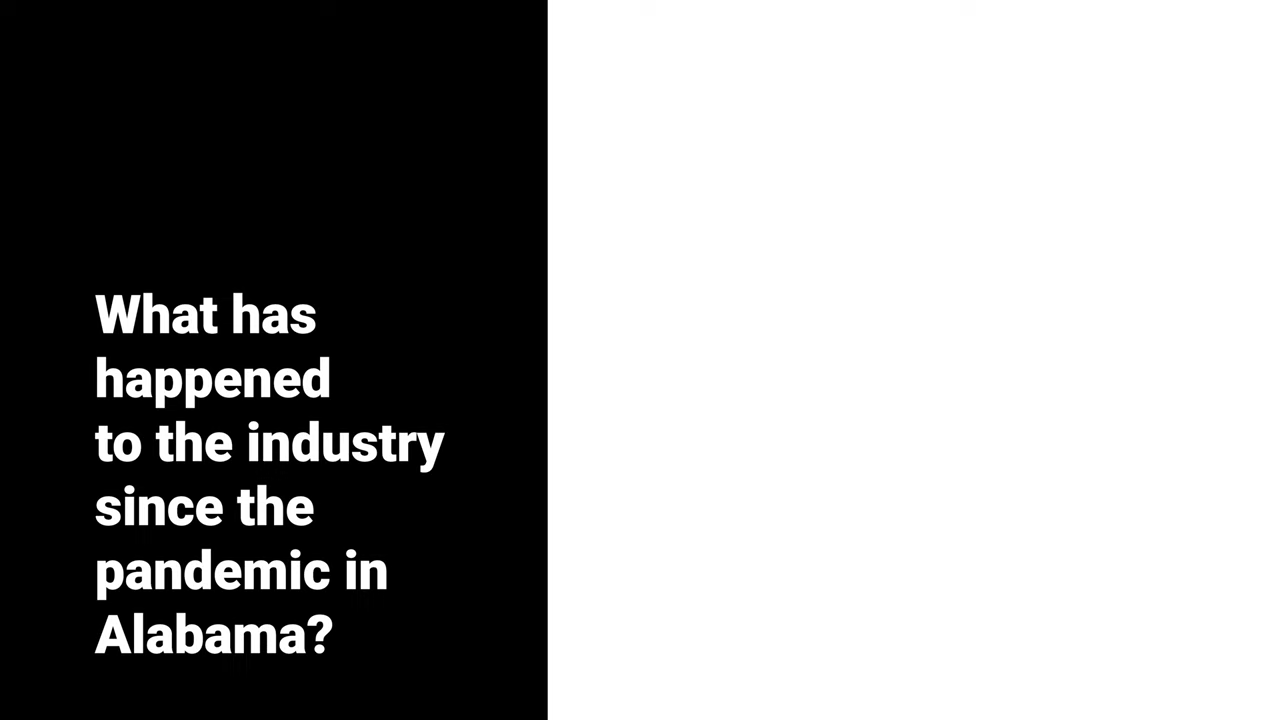 What has
happened
to the industry
since the
pandemic in
Alabama?